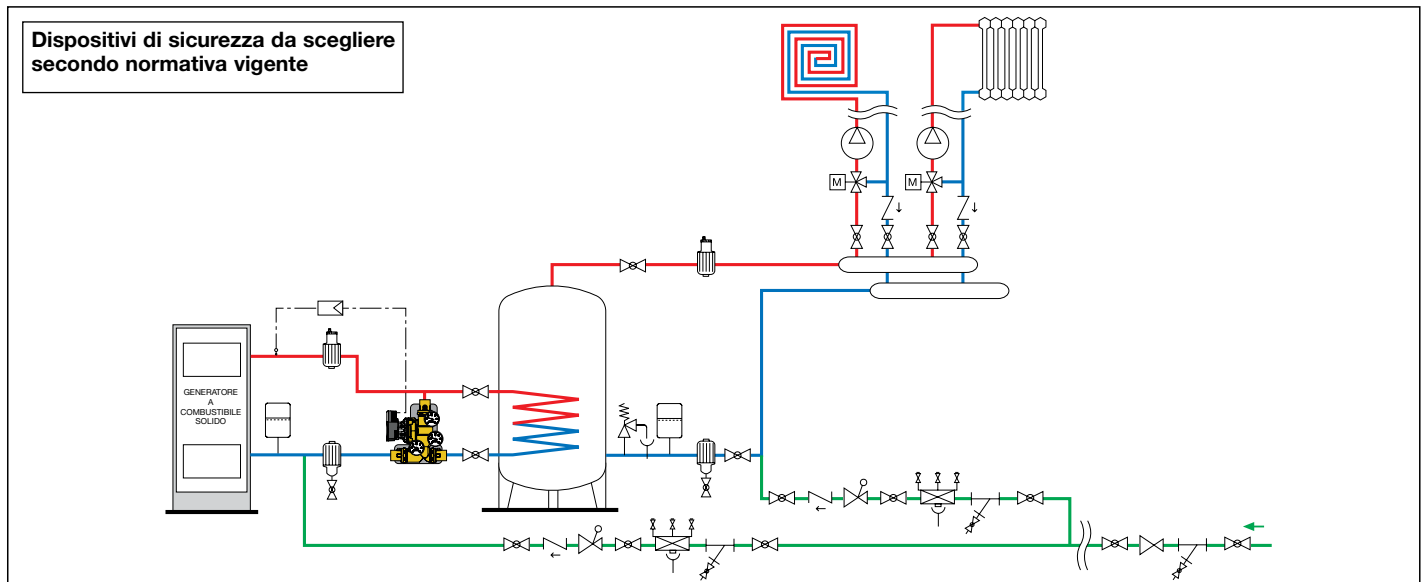 Dispositivi di sicurezza da scegliere
secondo normativa vigente
M
M
GENERATORE
A
COMBUSTIBILE
SOLIDO